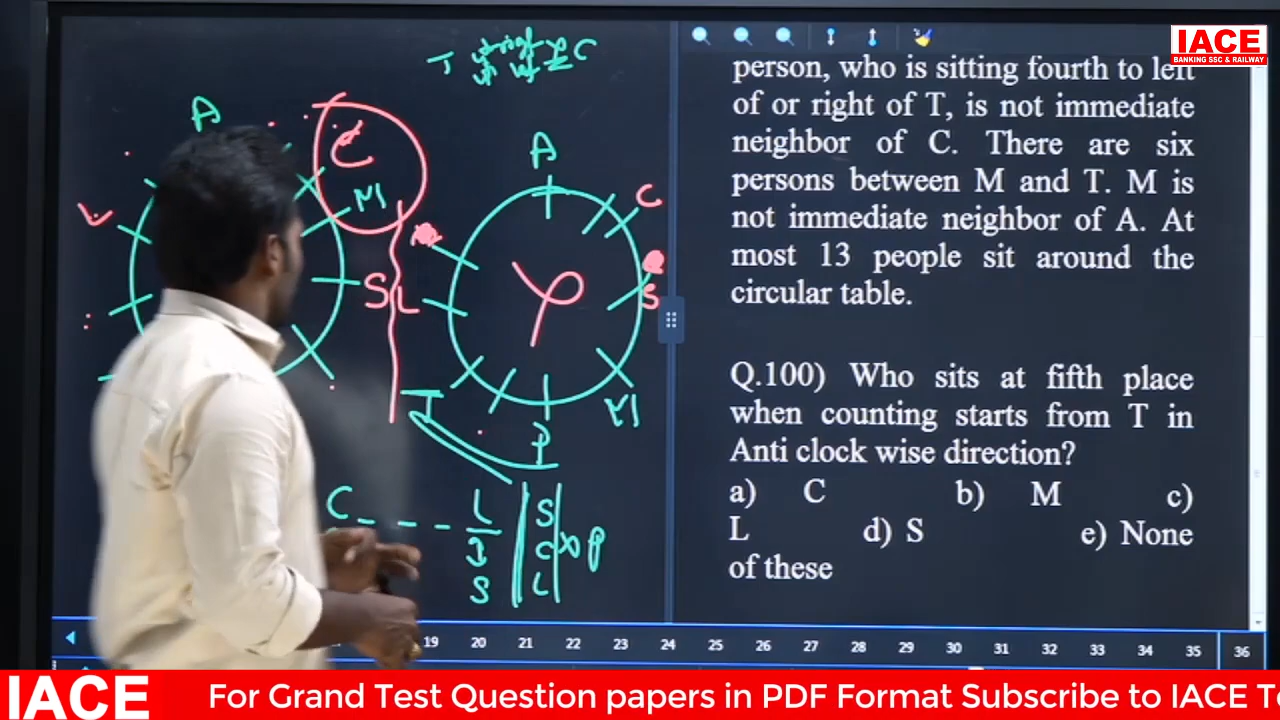 IACE
BANKING SSC & RAILWAY
person, who is sitting fourth to left
of or right of T, is not immediate
neighbor of C. There are six
persons between M and T. M is
not immediate neighbor of A. At
most 13 people sit around the
circular table.
Q.100) Who sits at fifth place
when counting starts from T in
Anti clock wise direction?
a) C b) M c)
L d) S e) None
of these
A
C
M
S
A
C
S
L
M
T
P
C _ _ _ L S
C
S L
19 20 21 22 23 24 25 26 27 28 29 30 31 32 33 34 35 36
IACE For Grand Test Question papers in PDF Format Subscribe to IACE T